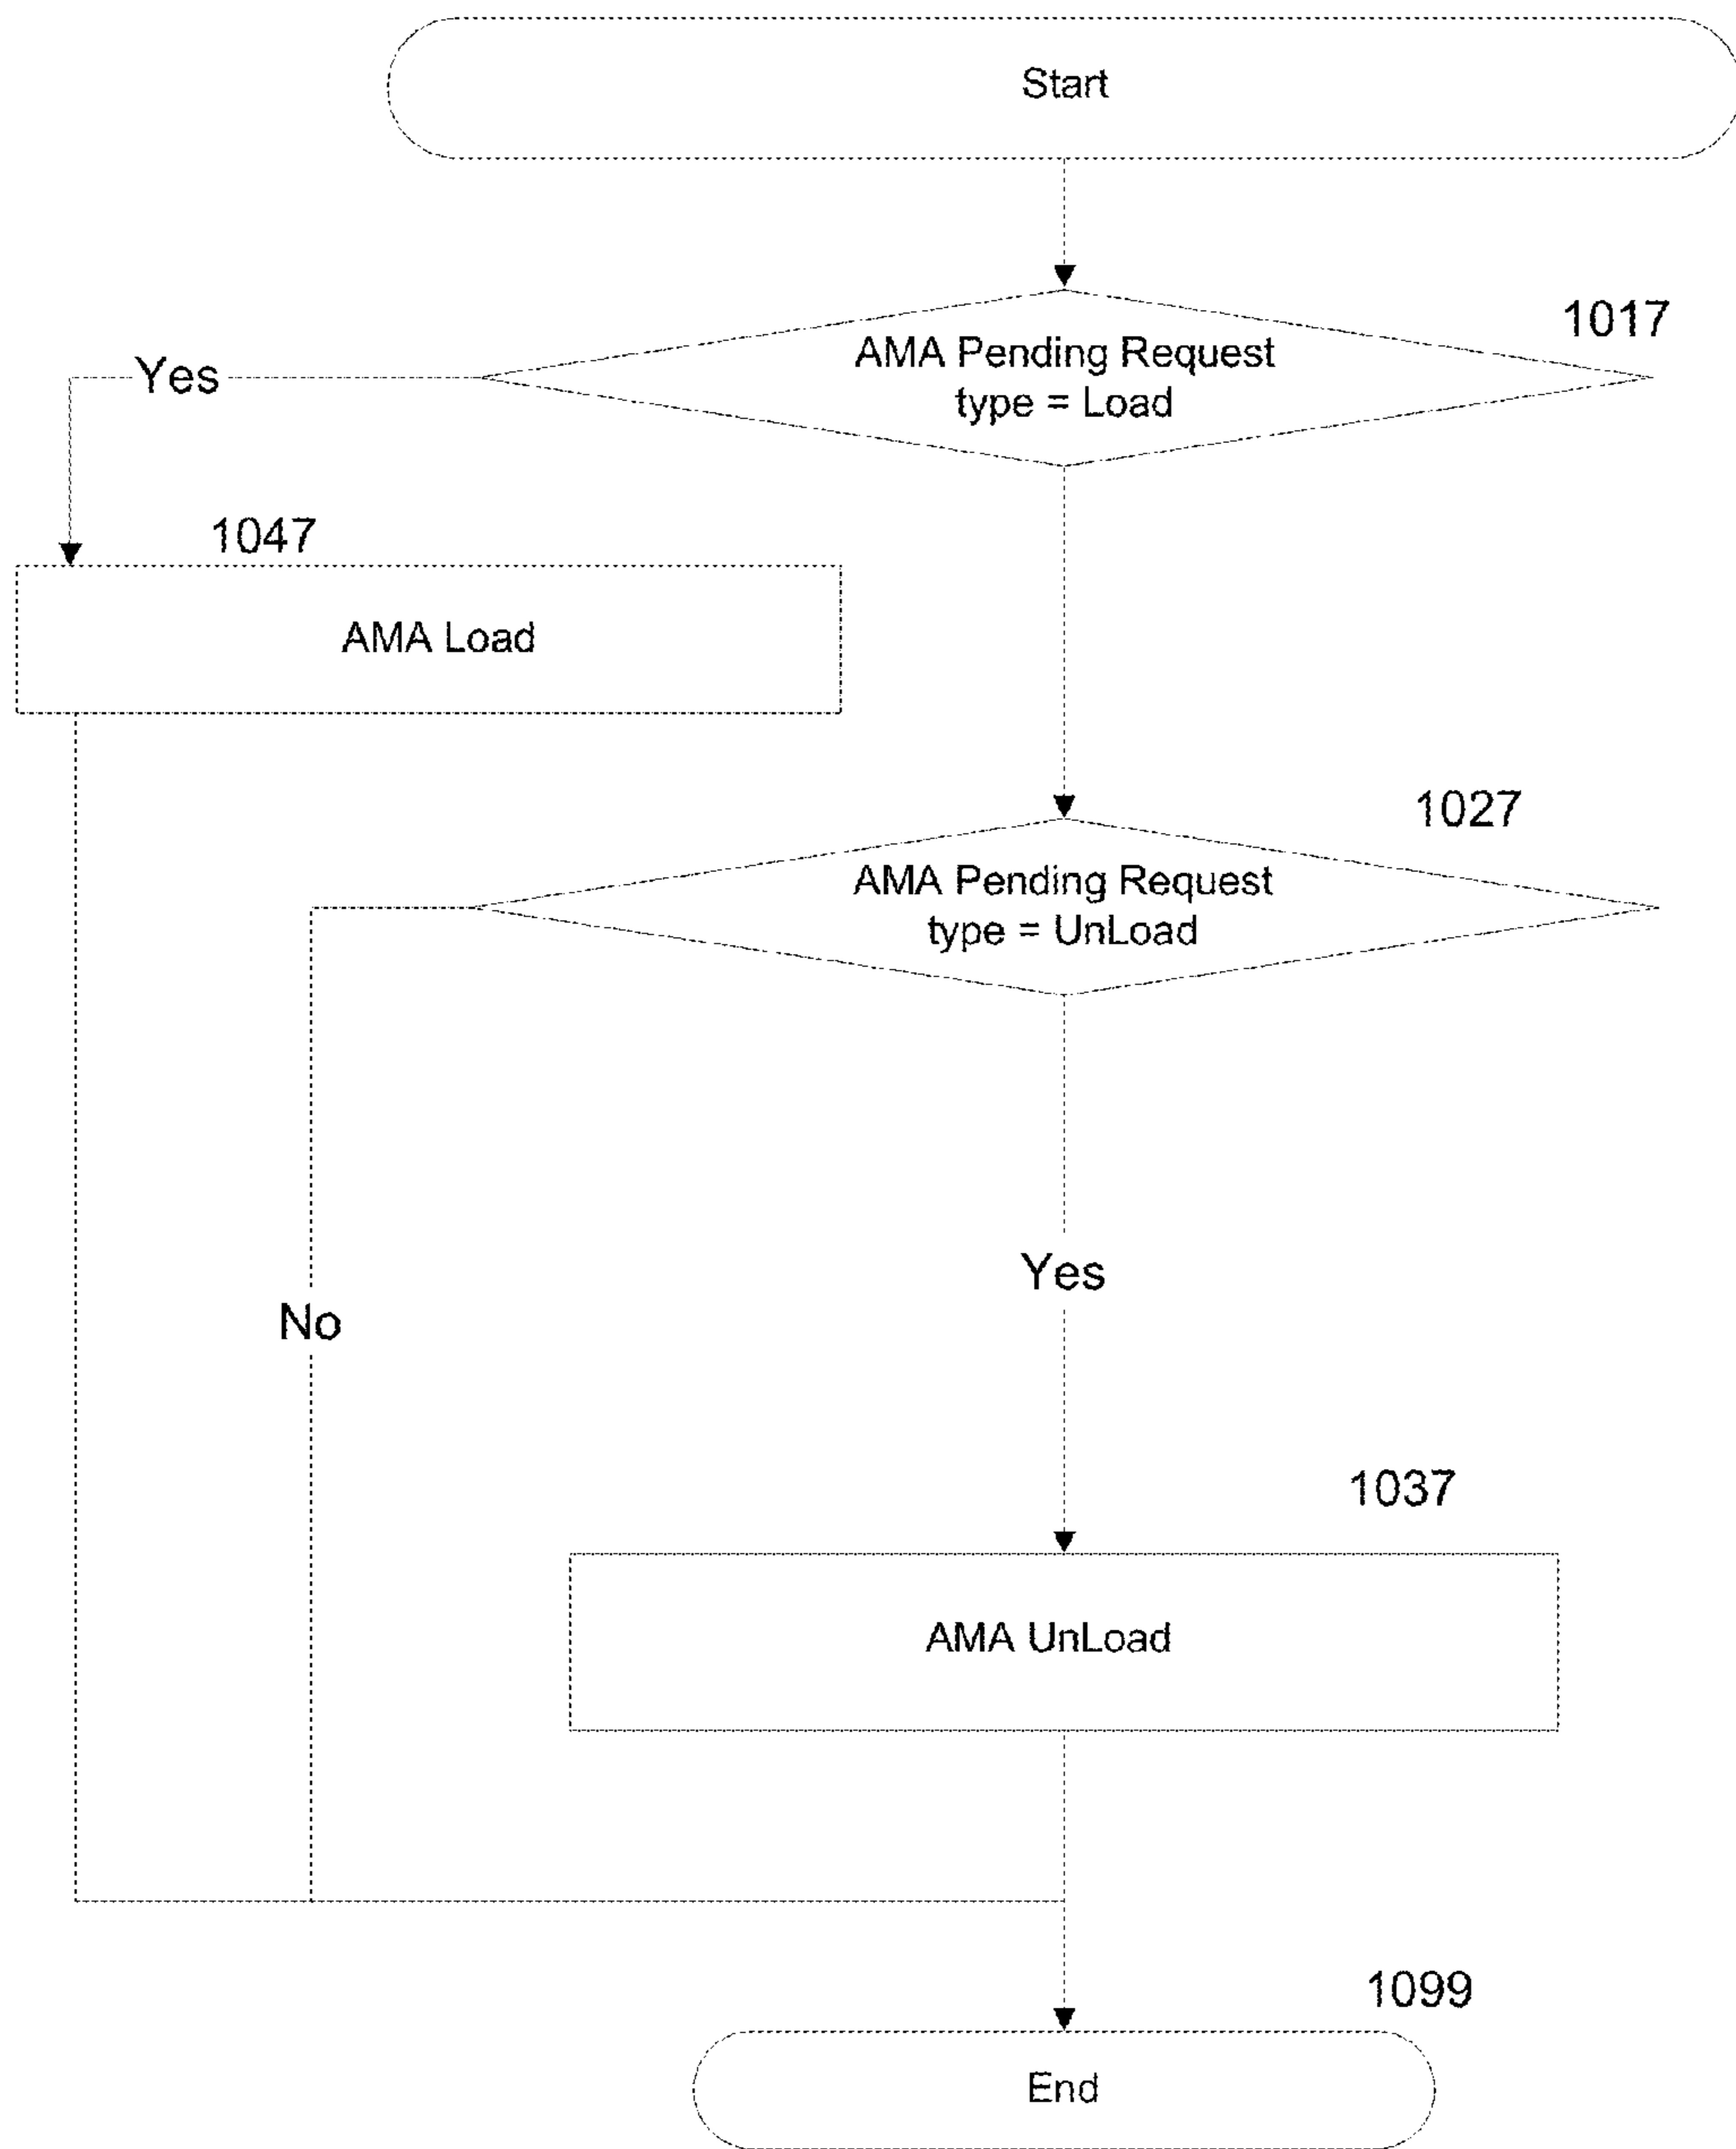 Start
1017
AMA Pending Request
type = Load
Yes
1047
AMA Load
1027
AMA Pending Request
type = UnLoad
Yes
No
1037
AMA UnLoad
1099
End